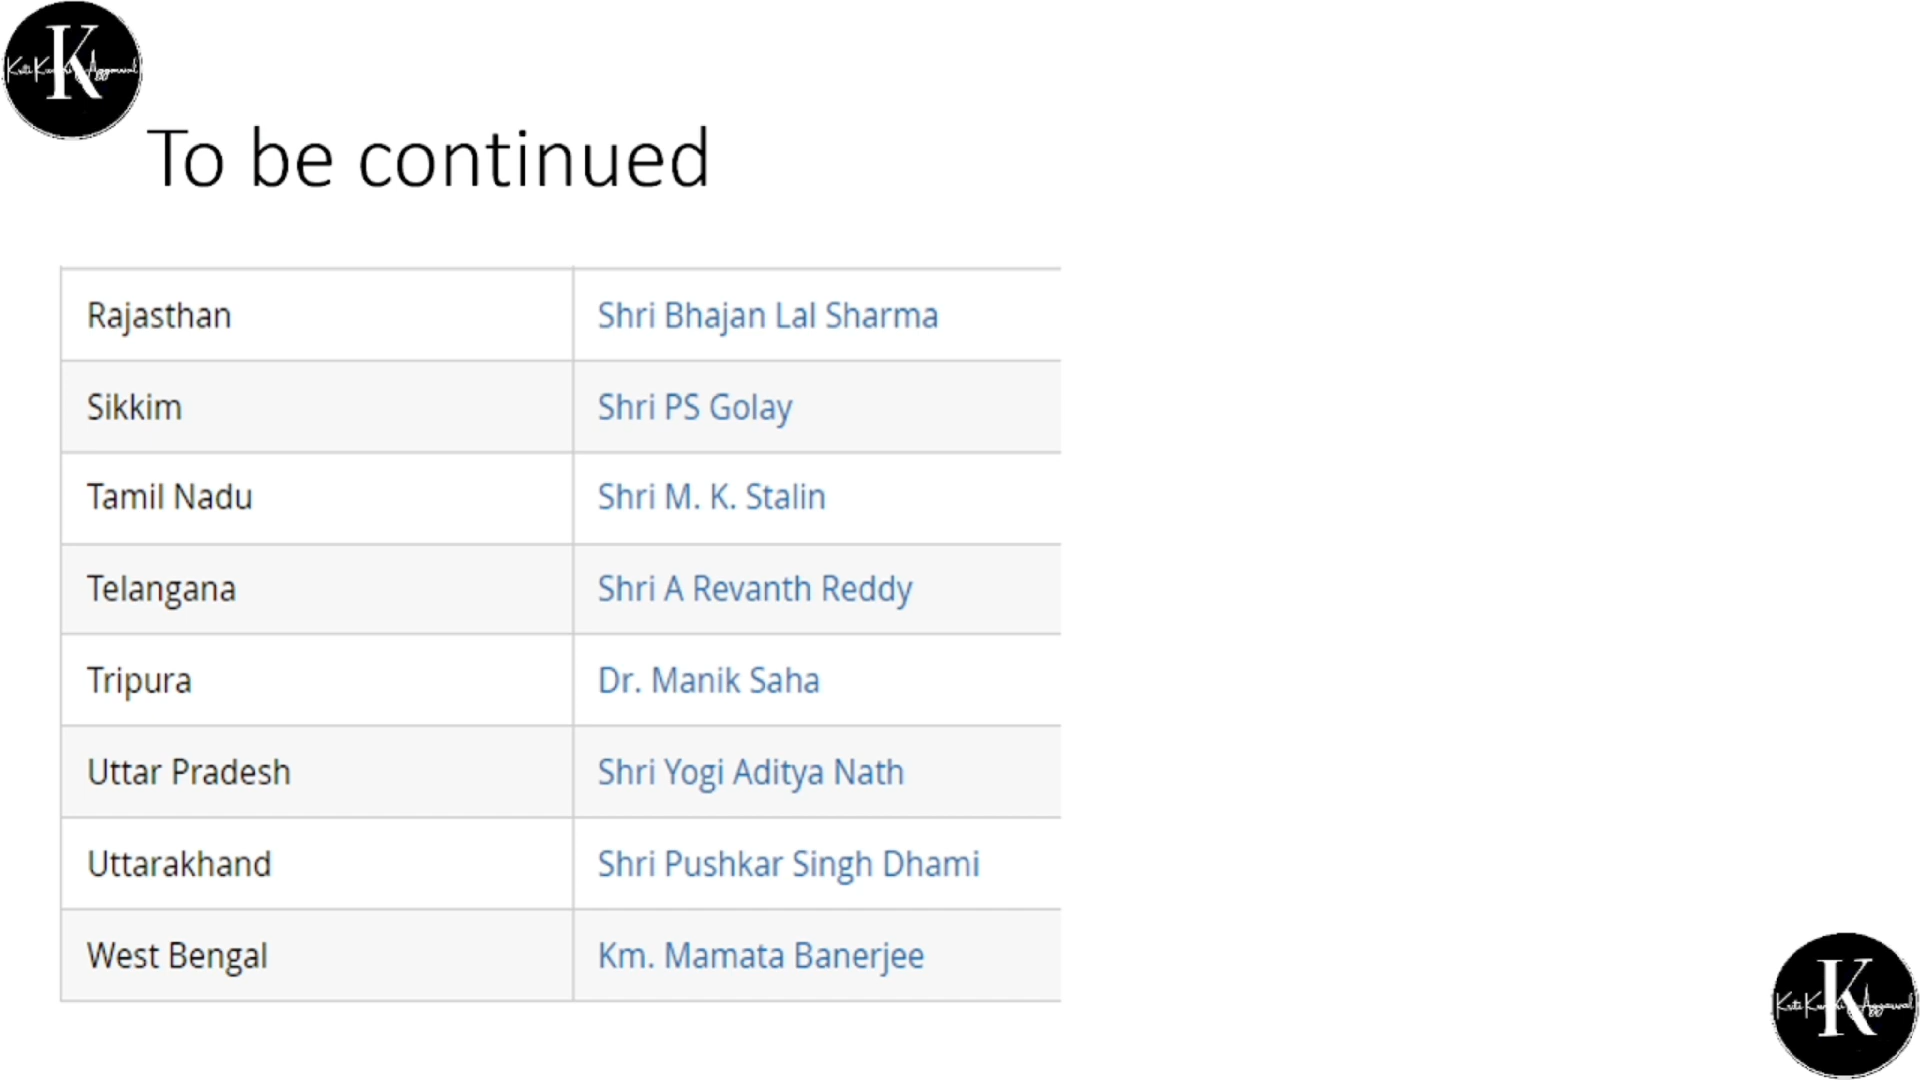 K
To be continued
Rajasthan Shri Bhajan Lal Sharma
Sikkim Shri PS Golay
Tamil Nadu Shri M. K. Stalin
Telangana Shri A Revanth Reddy
Tripura Dr. Manik Saha
Uttar Pradesh Shri Yogi Aditya Nath
Uttarakhand Shri Pushkar Singh Dhami
West Bengal Km. Mamata Banerjee
K